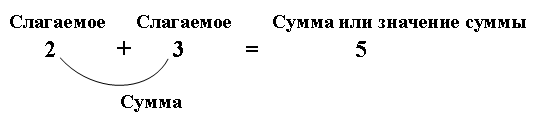 Слагаемое Слагаемое Сумма или значение суммы
2 + 3 = 5
Сумма